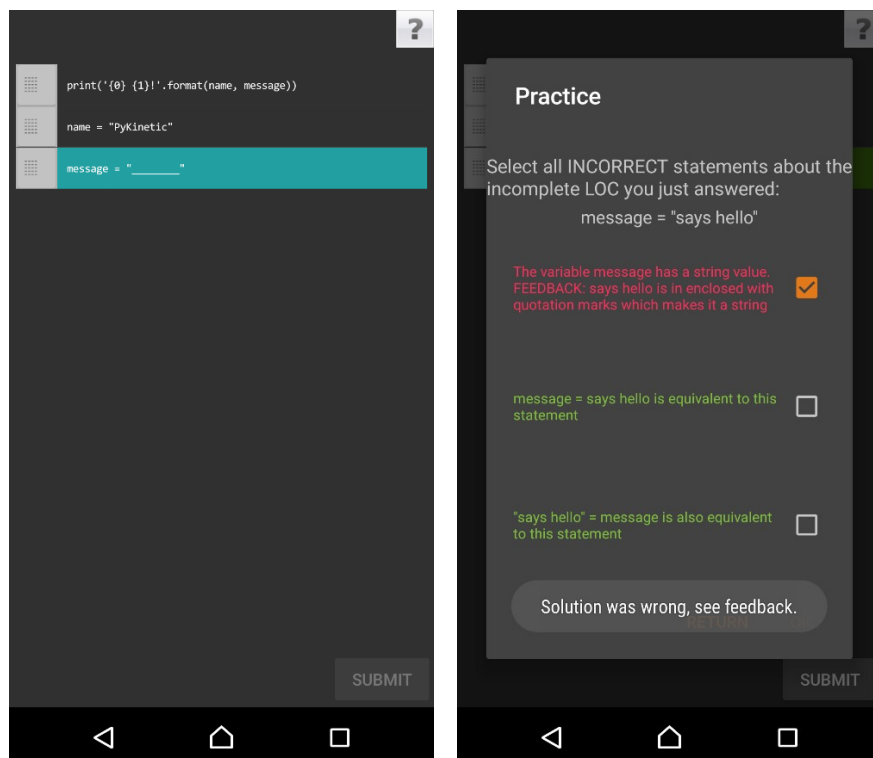 ?
print('{0} {1}!'.format(name, message))
name = "PyKinetic"
message = "_______"
SUBMIT
?
Practice
Select all INCORRECT statements about the
incomplete LOC you just answered:
message = "says hello"
The variable message has a string value.
FEEDBACK: says hello is in enclosed with
quotation marks which makes it a string
message = says hello is equivalent to this
statement
"says hello" = message is also equivalent
to this statement
Solution was wrong, see feedback.
RETURN
SUBMIT